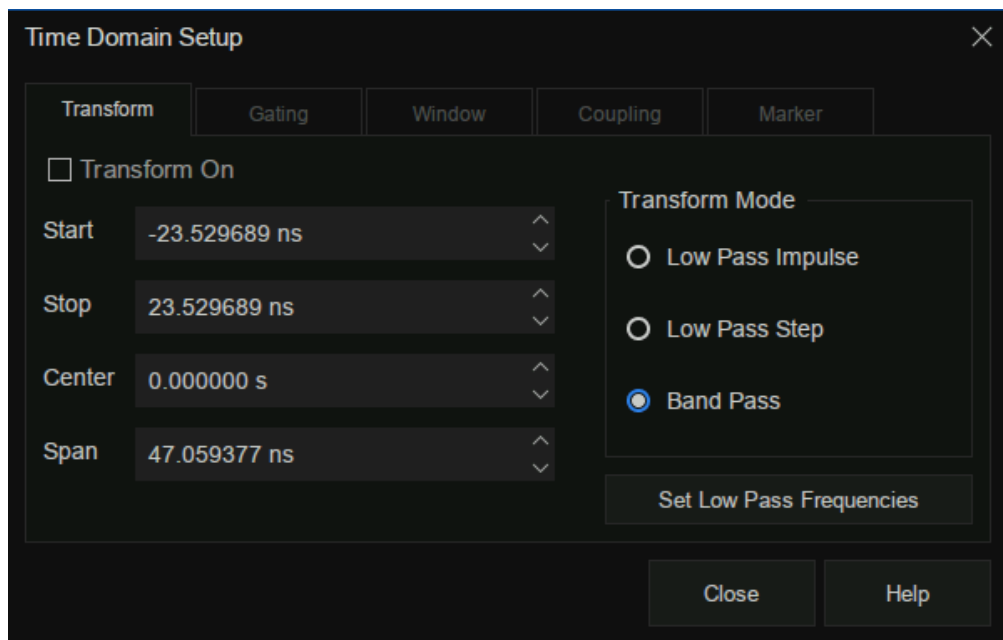 Time Domain Setup
Transform Gating Window Coupling Marker
Transform On
Start -23.529689 ns
Stop 23.529689 ns
Center 0.000000 s
Span 47.059377 ns
Transform Mode
Low Pass Impulse
Low Pass Step
Band Pass
Set Low Pass Frequencies
Close Help